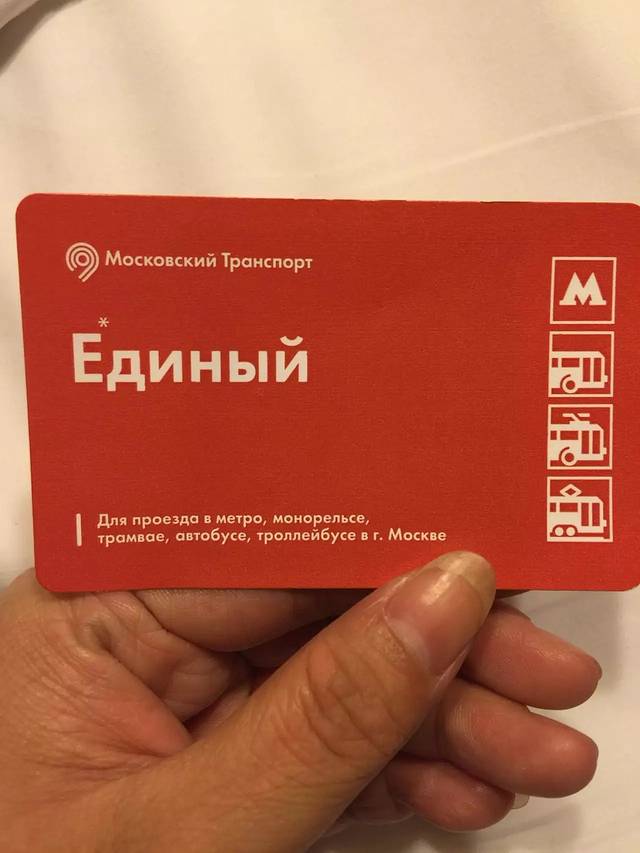 Московский Транспорт
*
Единый
Для проезда в метро, монорельсе,
трамвае, автобусе, троллейбусе в г. Москве
М